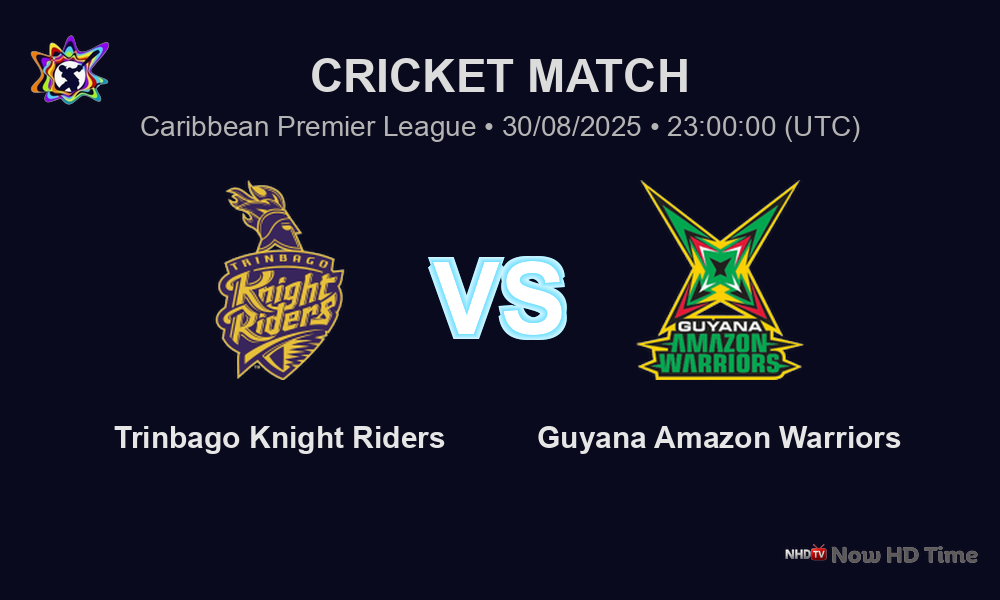 CRICKET MATCH
Caribbean Premier League • 30/08/2025 • 23:00:00 (UTC)
TRINBAGO
Knight
Riders
TM
VS
GUYANA
AMAZON
WARRIORS
Trinbago Knight Riders
Guyana Amazon Warriors
NHDTV Now HD Time